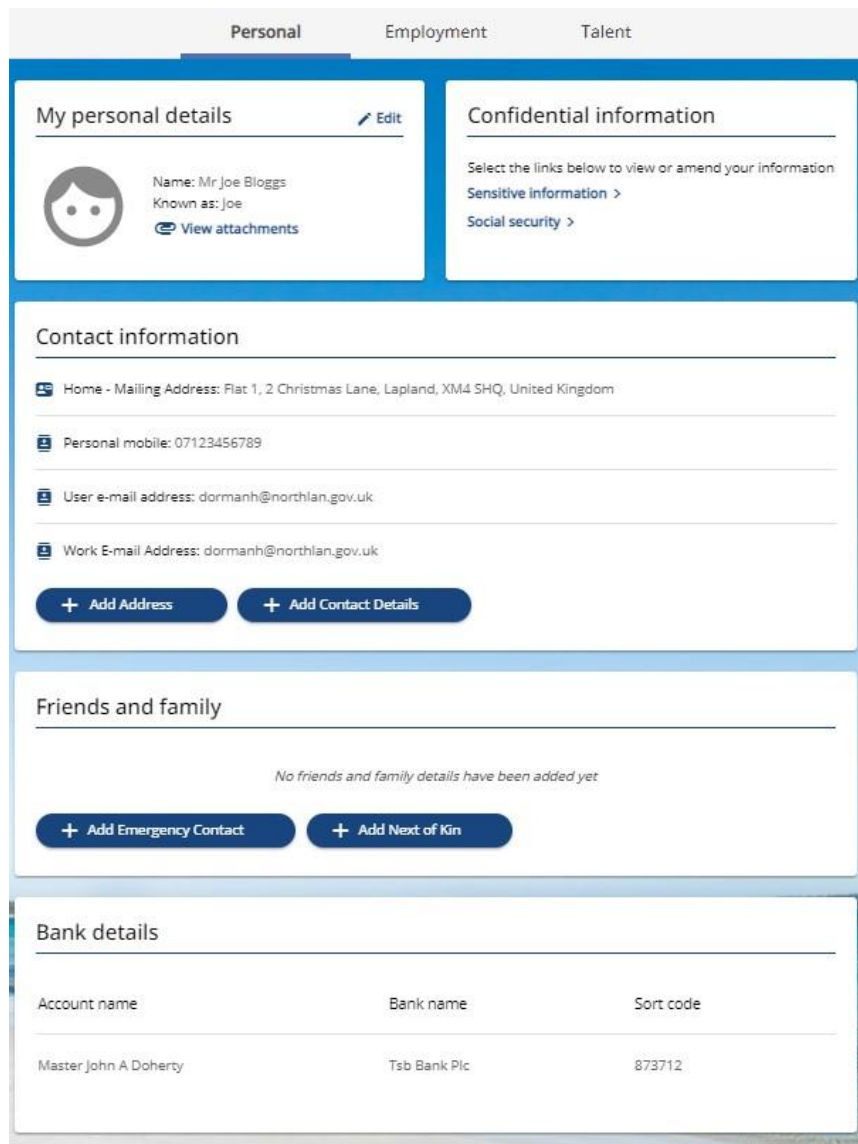 Personal Employment Talent
My personal details Edit
Name: Mr Joe Bloggs
Known as: Joe
View attachments
Confidential information
Select the links below to view or amend your information
Sensitive information >
Social security >
Contact information
Home - Mailing Address: Flat 1, 2 Christmas Lane, Lapland, XM4 5HQ, United Kingdom
Personal mobile: 07123456789
User e-mail address: dormanh@northlan.gov.uk
Work E-mail Address: dormanh@northlan.gov.uk
+ Add Address + Add Contact Details
Friends and family
No friends and family details have been added yet
+ Add Emergency Contact + Add Next of Kin
Bank details
Account name Bank name Sort code
Master John A Doherty Tsb Bank Plc 873712